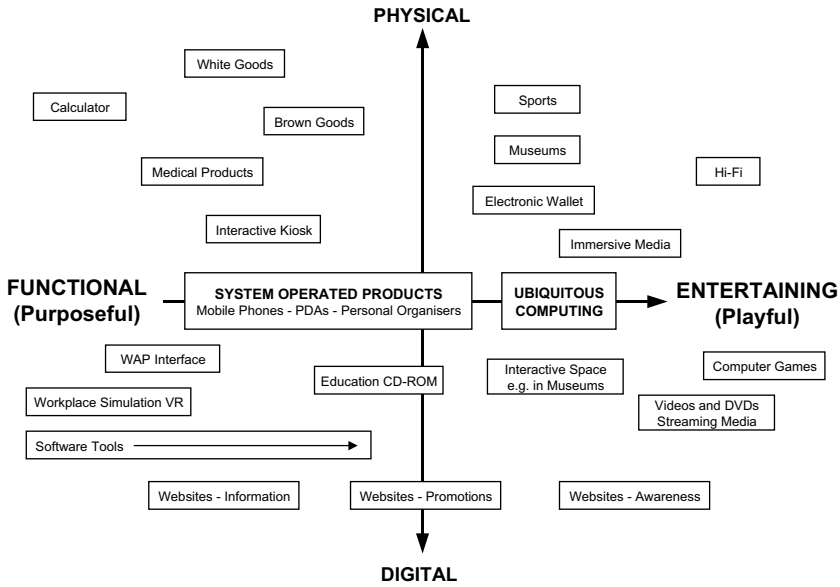 PHYSICAL
White Goods
Calculator
Sports
Brown Goods
Museums
Medical Products
Hi-Fi
Electronic Wallet
Interactive Kiosk
Immersive Media
FUNCTIONAL
(Purposeful)
SYSTEM OPERATED PRODUCTS
Mobile Phones - PDAs - Personal Organisers
UBIQUITOUS
COMPUTING
ENTERTAINING
(Playful)
WAP Interface
Education CD-ROM
Interactive Space
e.g. in Museums
Computer Games
Workplace Simulation VR
Videos and DVDs
Streaming Media
Software Tools
Websites - Information
Websites - Promotions
Websites - Awareness
DIGITAL